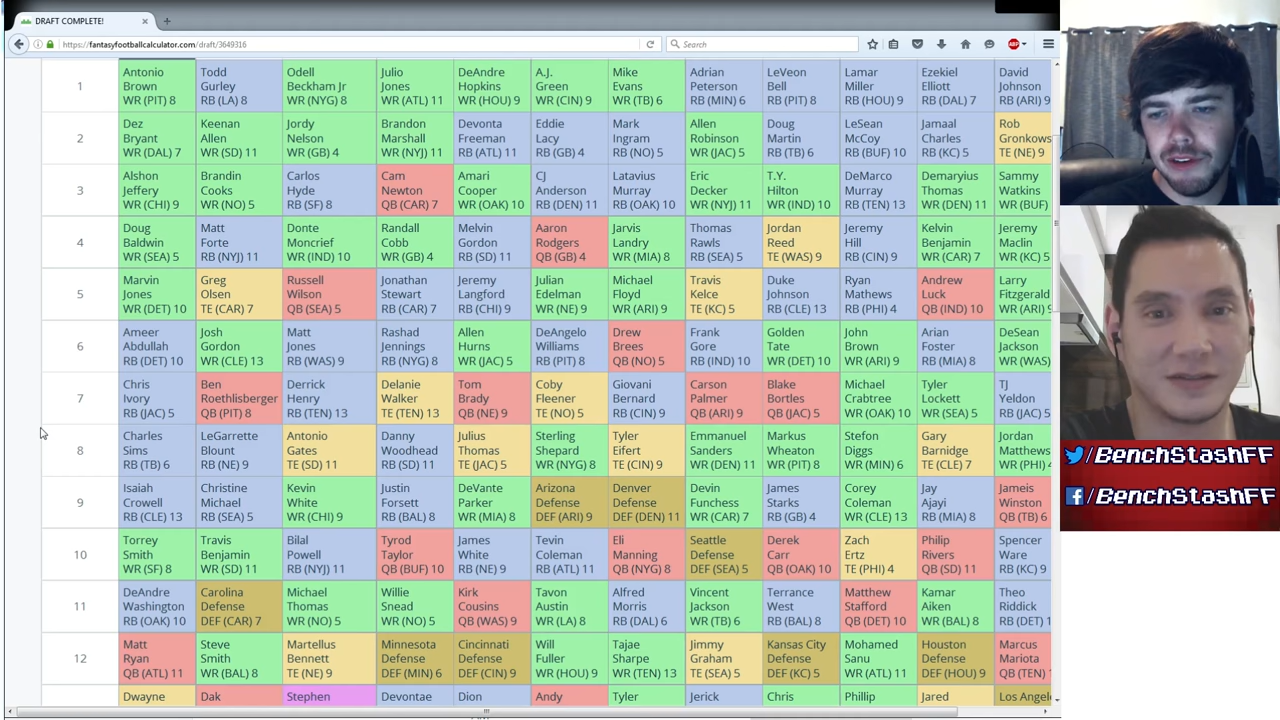 DRAFT COMPLETE!
https://fantasyfootballcalculator.com/draft/3649316
Search
ABP
1
Antonio Brown WR (PIT) 8
Todd Gurley RB (LA) 8
Odell Beckham Jr WR (NYG) 8
Julio Jones WR (ATL) 11
DeAndre Hopkins WR (HOU) 9
A.J. Green WR (CIN) 9
Mike Evans WR (TB) 6
Adrian Peterson RB (MIN) 6
LeVeon Bell RB (PIT) 8
Lamar Miller RB (HOU) 9
Ezekiel Elliott RB (DAL) 7
David Johnson RB (ARI) 9
2
Dez Bryant WR (DAL) 7
Keenan Allen WR (SD) 11
Jordy Nelson WR (GB) 4
Brandon Marshall WR (NYJ) 11
Devonta Freeman RB (ATL) 11
Eddie Lacy RB (GB) 4
Mark Ingram RB (NO) 5
Allen Robinson WR (JAC) 5
Doug Martin RB (TB) 6
LeSean McCoy RB (BUF) 10
Jamaal Charles RB (KC) 5
Rob Gronkows TE (NE) 9
3
Alshon Jeffery WR (CHI) 9
Brandin Cooks WR (NO) 5
Carlos Hyde RB (SF) 8
Cam Newton QB (CAR) 7
Amari Cooper WR (OAK) 10
CJ Anderson RB (DEN) 11
Latavius Murray RB (OAK) 10
Eric Decker WR (NYJ) 11
T.Y. Hilton WR (IND) 10
DeMarco Murray RB (TEN) 13
Demaryius Thomas WR (DEN) 11
Sammy Watkins WR (BUF)
4
Doug Baldwin WR (SEA) 5
Matt Forte RB (NYJ) 11
Donte Moncrief WR (IND) 10
Randall Cobb WR (GB) 4
Melvin Gordon RB (SD) 11
Aaron Rodgers QB (GB) 4
Jarvis Landry WR (MIA) 8
Thomas Rawls RB (SEA) 5
Jordan Reed TE (WAS) 9
Jeremy Hill RB (CIN) 9
Kelvin Benjamin WR (CAR) 7
Jeremy Maclin WR (KC) 5
5
Marvin Jones WR (DET) 10
Greg Olsen TE (CAR) 7
Russell Wilson QB (SEA) 5
Jonathan Stewart RB (CAR) 7
Jeremy Langford RB (CHI) 9
Julian Edelman WR (NE) 9
Michael Floyd WR (ARI) 9
Travis Kelce TE (KC) 5
Duke Johnson RB (CLE) 13
Ryan Mathews RB (PHI) 4
Andrew Luck QB (IND) 10
Larry Fitzgerald WR (ARI)
6
Ameer Abdullah RB (DET) 10
Josh Gordon WR (CLE) 13
Matt Jones RB (WAS) 9
Rashad Jennings RB (NYG) 8
Allen Hurns WR (JAC) 5
DeAngelo Williams RB (PIT) 8
Drew Brees QB (NO) 5
Frank Gore RB (IND) 10
Golden Tate WR (DET) 10
John Brown WR (ARI) 9
Arian Foster RB (MIA) 8
DeSean Jackson WR (WAS)
7
Chris Ivory RB (JAC) 5
Ben Roethlisberger QB (PIT) 8
Derrick Henry RB (TEN) 13
Delanie Walker TE (TEN) 13
Tom Brady QB (NE) 9
Coby Fleener TE (NO) 5
Giovani Bernard RB (CIN) 9
Carson Palmer QB (ARI) 9
Blake Bortles QB (JAC) 5
Michael Crabtree WR (OAK) 10
Tyler Lockett WR (SEA) 5
TJ Yeldon RB (JAC) 5
8
Charles Sims RB (TB) 6
LeGarrette Blount RB (NE) 9
Antonio Gates TE (SD) 11
Danny Woodhead RB (SD) 11
Julius Thomas TE (JAC) 5
Sterling Shepard WR (NYG) 8
Tyler Eifert TE (CIN) 9
Emmanuel Sanders WR (DEN) 11
Markus Wheaton WR (PIT) 8
Stefon Diggs WR (MIN) 6
Gary Barnidge TE (CLE) 7
Jordan Matthews WR (PHI) 4
9
Isaiah Crowell RB (CLE) 13
Christine Michael RB (SEA) 5
Kevin White WR (CHI) 9
Justin Forsett RB (BAL) 8
DeVante Parker WR (MIA) 8
Arizona Defense DEF (ARI) 9
Denver Defense DEF (DEN) 11
Devin Funchess WR (CAR) 7
James Starks RB (GB) 4
Corey Coleman WR (CLE) 13
Jay Ajayi RB (MIA) 8
Jameis Winston QB (TB) 6
10
Torrey Smith WR (SF) 8
Travis Benjamin WR (SD) 11
Bilal Powell RB (NYJ) 11
Tyrod Taylor QB (BUF) 10
James White RB (NE) 9
Tevin Coleman RB (ATL) 11
Eli Manning QB (NYG) 8
Seattle Defense DEF (SEA) 5
Derek Carr QB (OAK) 10
Zach Ertz TE (PHI) 4
Philip Rivers QB (SD) 11
Spencer Ware RB (KC) 9
11
DeAndre Washington RB (OAK) 10
Carolina Defense DEF (CAR) 7
Michael Thomas WR (NO) 5
Willie Snead WR (NO) 5
Kirk Cousins QB (WAS) 9
Tavon Austin WR (LA) 8
Alfred Morris RB (DAL) 6
Vincent Jackson WR (TB) 6
Terrance West RB (BAL) 8
Matthew Stafford QB (DET) 10
Kamar Aiken WR (BAL) 8
Theo Riddick RB (DET) 1
12
Matt Ryan QB (ATL) 11
Steve Smith WR (BAL) 8
Martellus Bennett TE (NE) 9
Minnesota Defense DEF (MIN) 6
Cincinnati Defense DEF (CIN) 9
Will Fuller WR (HOU) 9
Tajae Sharpe WR (TEN) 13
Jimmy Graham TE (SEA) 5
Kansas City Defense DEF (KC) 5
Mohamed Sanu WR (ATL) 11
Houston Defense DEF (HOU) 9
Marcus Mariota QB (TEN) 1
Dwayne Dak Stephen Devontae Dion Andy Tyler Jerick Chris Phillip Jared Los Angel
/BenchStashFF
/BenchStashFF